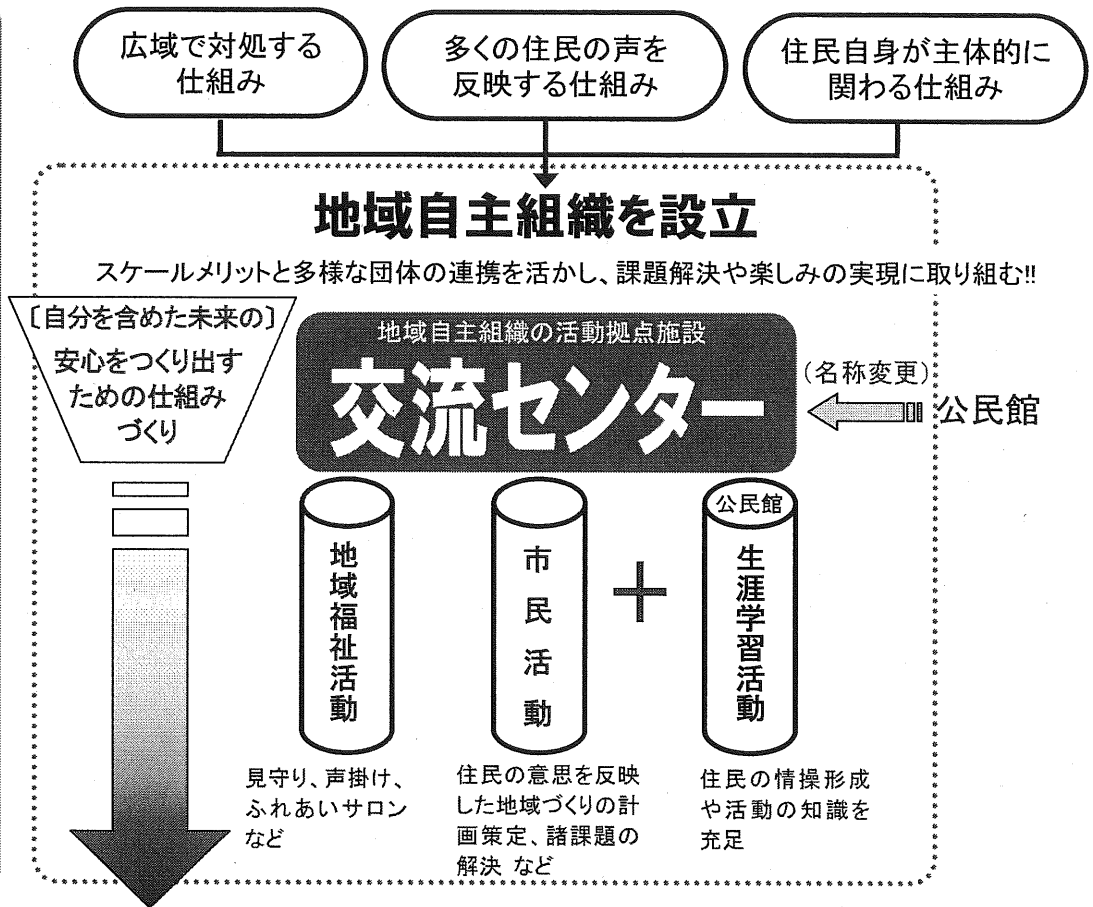 広域で対処する
仕組み
多くの住民の声を
反映する仕組み
住民自身が主体的に
関わる仕組み
地域自主組織を設立
スケールメリットと多様な団体の連携を活かし、課題解決や楽しみの実現に取り組む!!
〔自分を含めた未来の〕
安心をつくり出す
ための仕組み
づくり
地域自主組織の活動拠点施設
交流センター
（名称変更）
公民館
地域福祉活動
市民活動
＋
公民館
生涯学習活動
見守り、声掛け、
ふれあいサロン
など
住民の意思を反映
した地域づくりの計
画策定、諸課題の
解決 など
住民の情操形成
や活動の知識を
充足